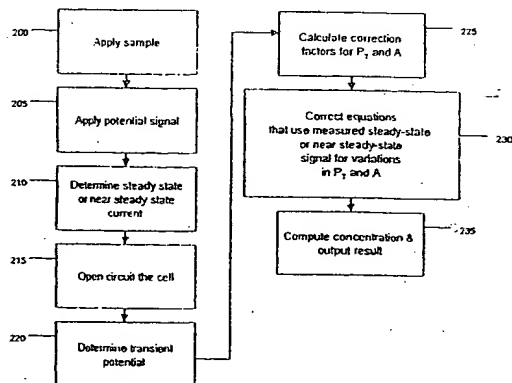 200
Apply sample
205
Apply potential signal
210
Determine steady state
or near steady state
current
215
Open circuit the cell
220
Determine transient
potential
225
Calculate correction
factors for PT and A
Correct equations
that use measured steady-state
or near steady-state
signal for variations
in PT and A
230
Compute concentration &
output result
235